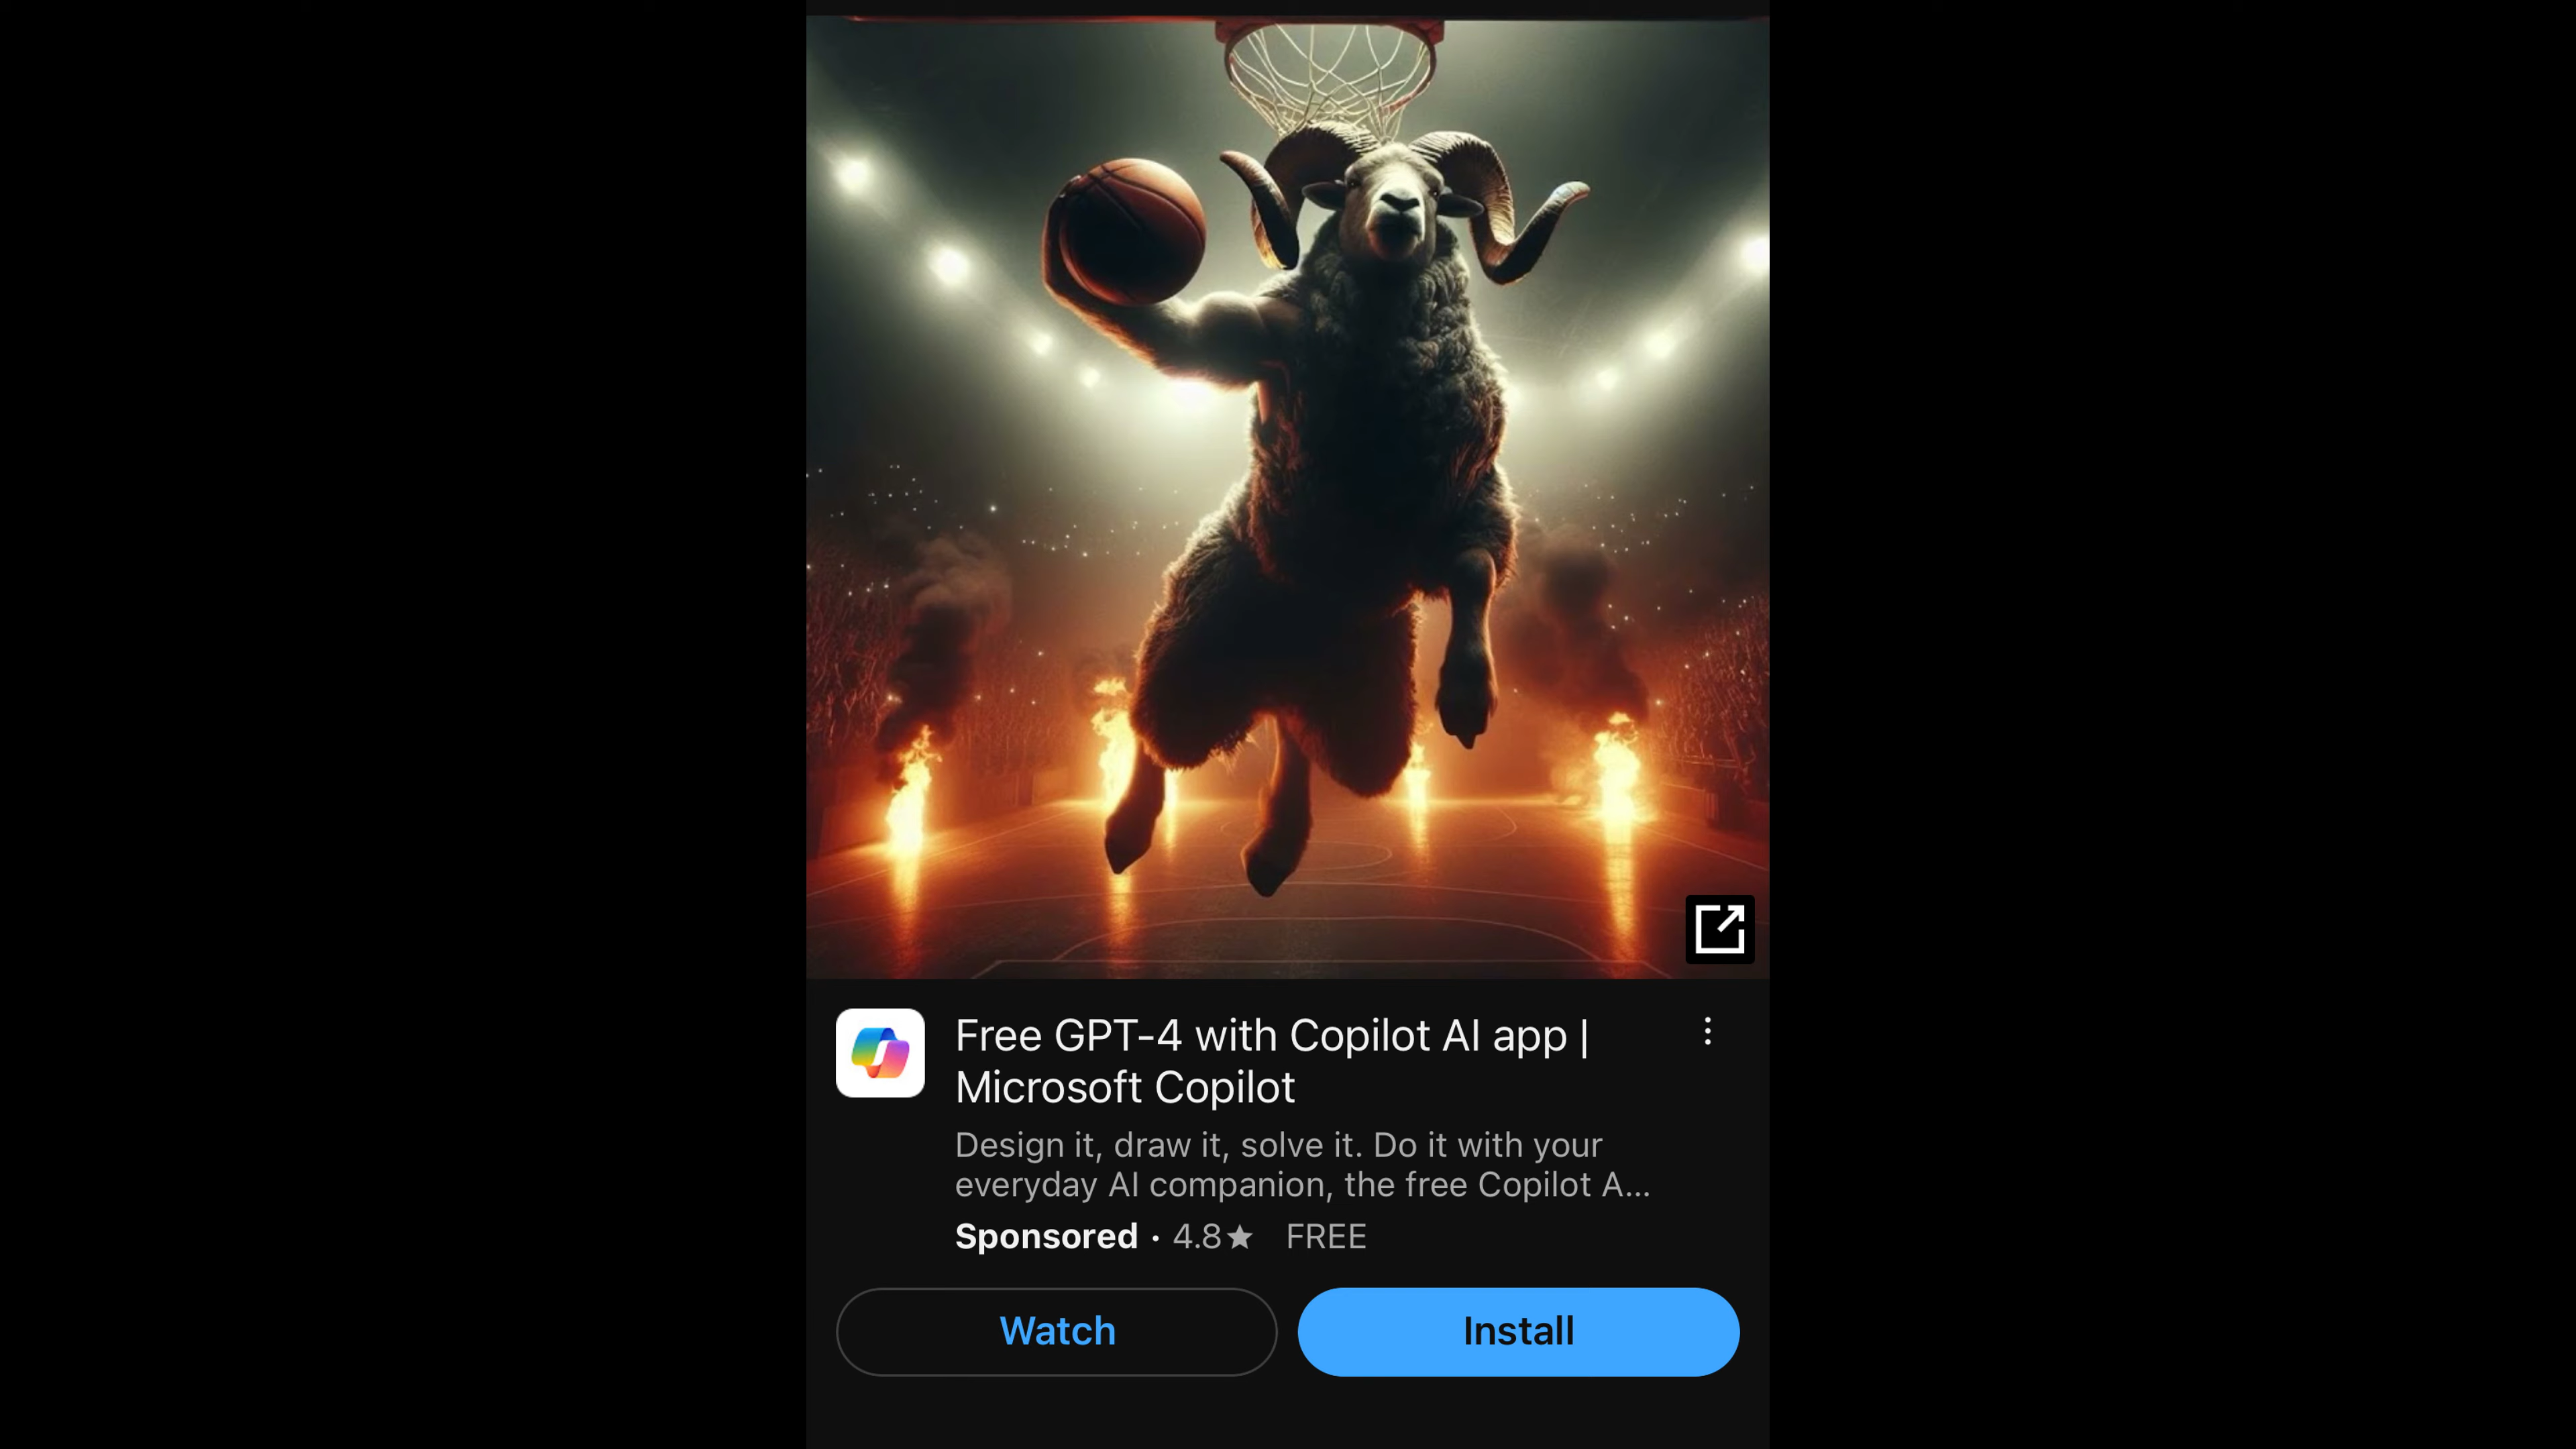 Free GPT-4 with Copilot AI app |
Microsoft Copilot
Design it, draw it, solve it. Do it with your
everyday AI companion, the free Copilot A...
Sponsored · 4.8★ FREE
Watch
Install